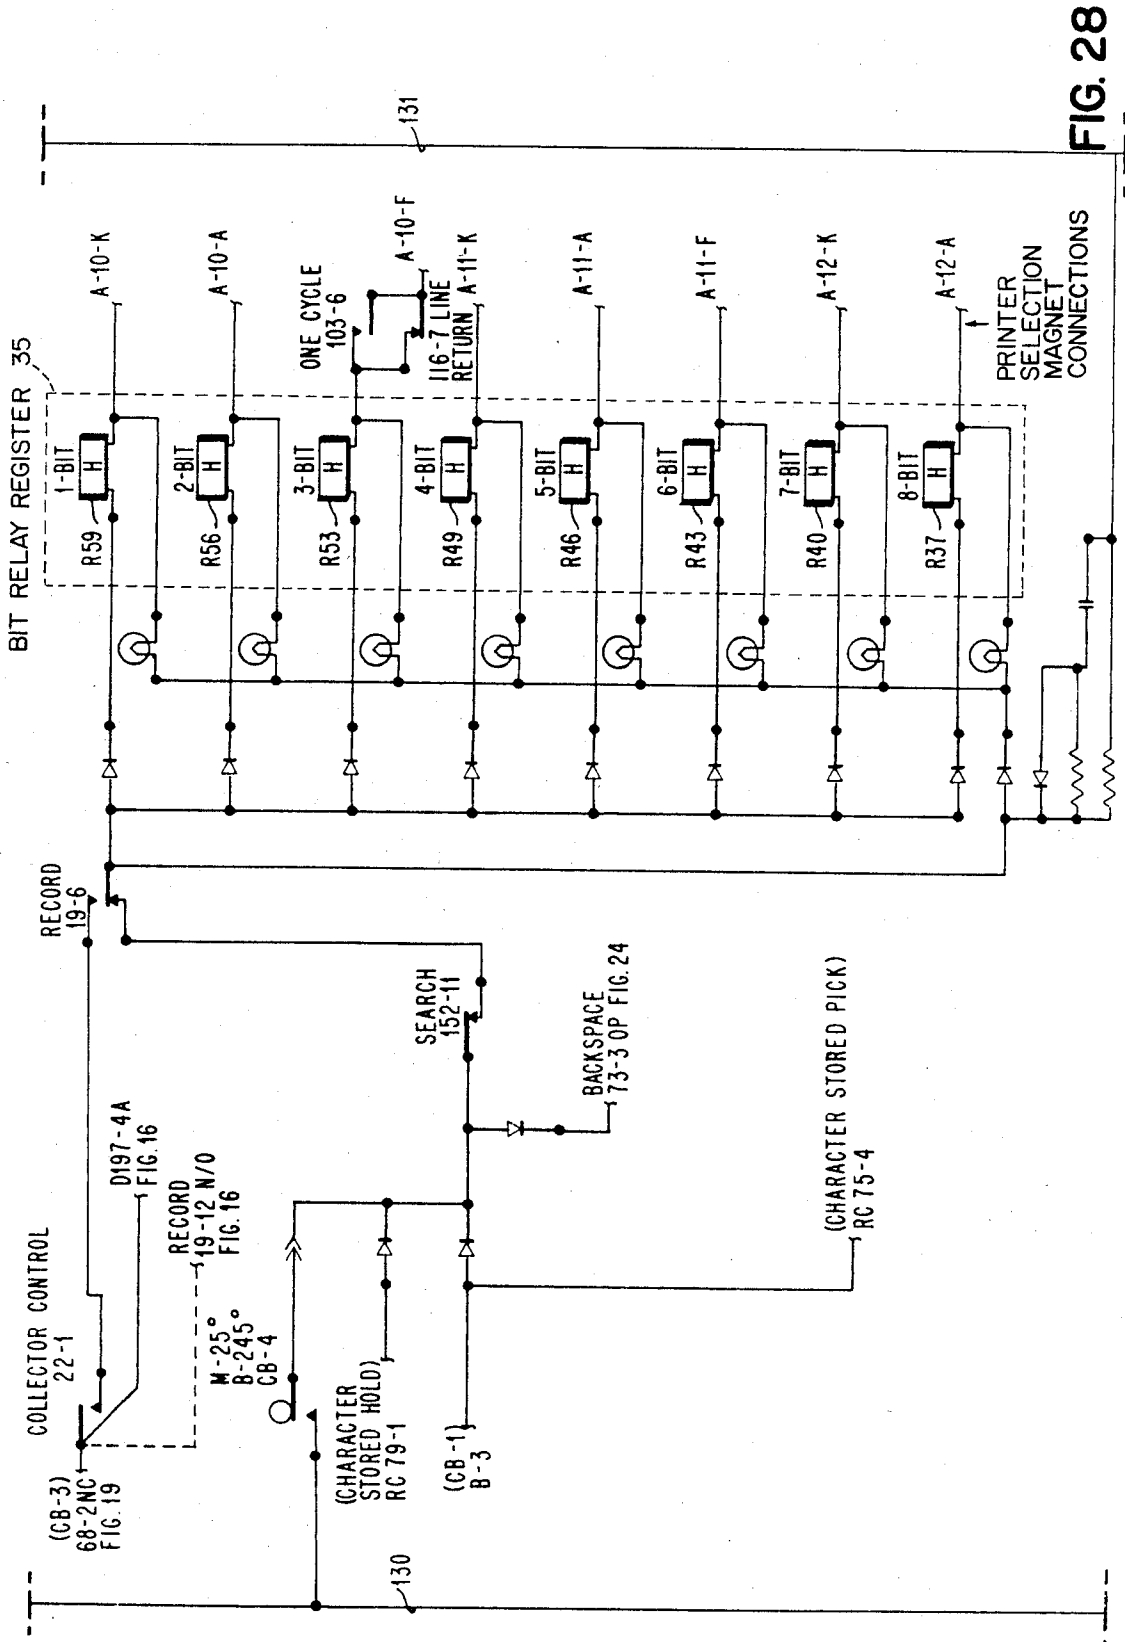 FIG. 28
BIT RELAY REGISTER 35
1-BIT
H
R59
A-10-K
2-BIT
H
R56
A-10-A
3-BIT
H
R53
ONE CYCLE
103-6
A-10-F
116-7 LINE
RETURN
4-BIT
H
R49
A-11-K
5-BIT
H
R46
A-11-A
6-BIT
H
R43
A-11-F
7-BIT
H
R40
A-12-K
8-BIT
H
R37
A-12-A
PRINTER
SELECTION
MAGNET
CONNECTIONS
131
RECORD
19-6
SEARCH
152-11
BACKSPACE
73-3 OP FIG. 24
(CHARACTER STORED PICK)
RC 75-4
COLLECTOR CONTROL
22-1
D197-4A
FIG. 16
RECORD
19-12 N/O
FIG. 16
(CB-3)
68-2NC
FIG. 19
M-25°
B-245°
CB-4
(CHARACTER
STORED HOLD)
RC 79-1
(CB-1)
B-3
130